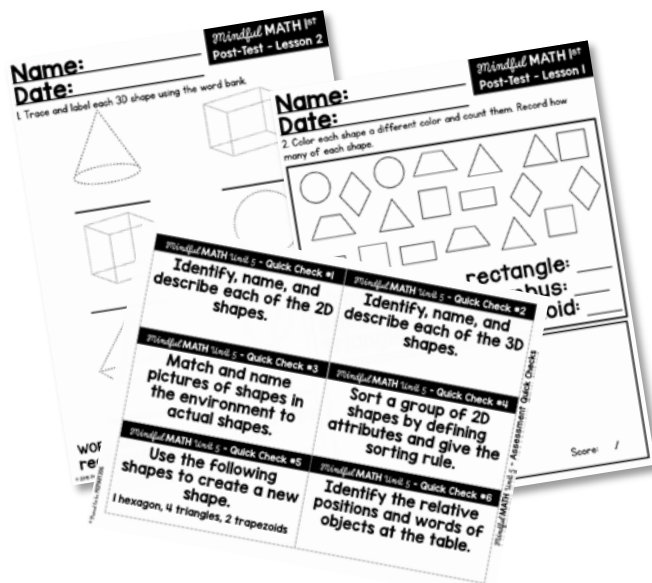 Mindful MATH 1st
Post-Test - Lesson 2
Name:
Date:
1. Trace and label each 3D shape using the word bank.
Mindful MATH 1st
Post-Test - Lesson 1
Name:
Date:
2. Color each shape a different color and count them. Record how
many of each shape.
rectangle:
Score: /
Mindful MATH Unit 5 - Quick Check #1
Identify, name, and
describe each of the 2D
shapes.
Mindful MATH Unit 5 - Quick Check #2
Identify, name, and
describe each of the 3D
shapes.
Mindful MATH Unit 5 - Quick Check #3
Match and name
pictures of shapes in
the environment to
actual shapes.
Mindful MATH Unit 5 - Quick Check #4
Sort a group of 2D
shapes by defining
attributes and give the
sorting rule.
Mindful MATH Unit 5 - Quick Check #5
Use the following
shapes to create a new
shape.
1 hexagon, 4 triangles, 2 trapezoids
Mindful MATH Unit 5 - Quick Check #6
Identify the relative
positions and words of
objects at the table.
Mindful MATH Unit 5 - Assessment Quick Checks